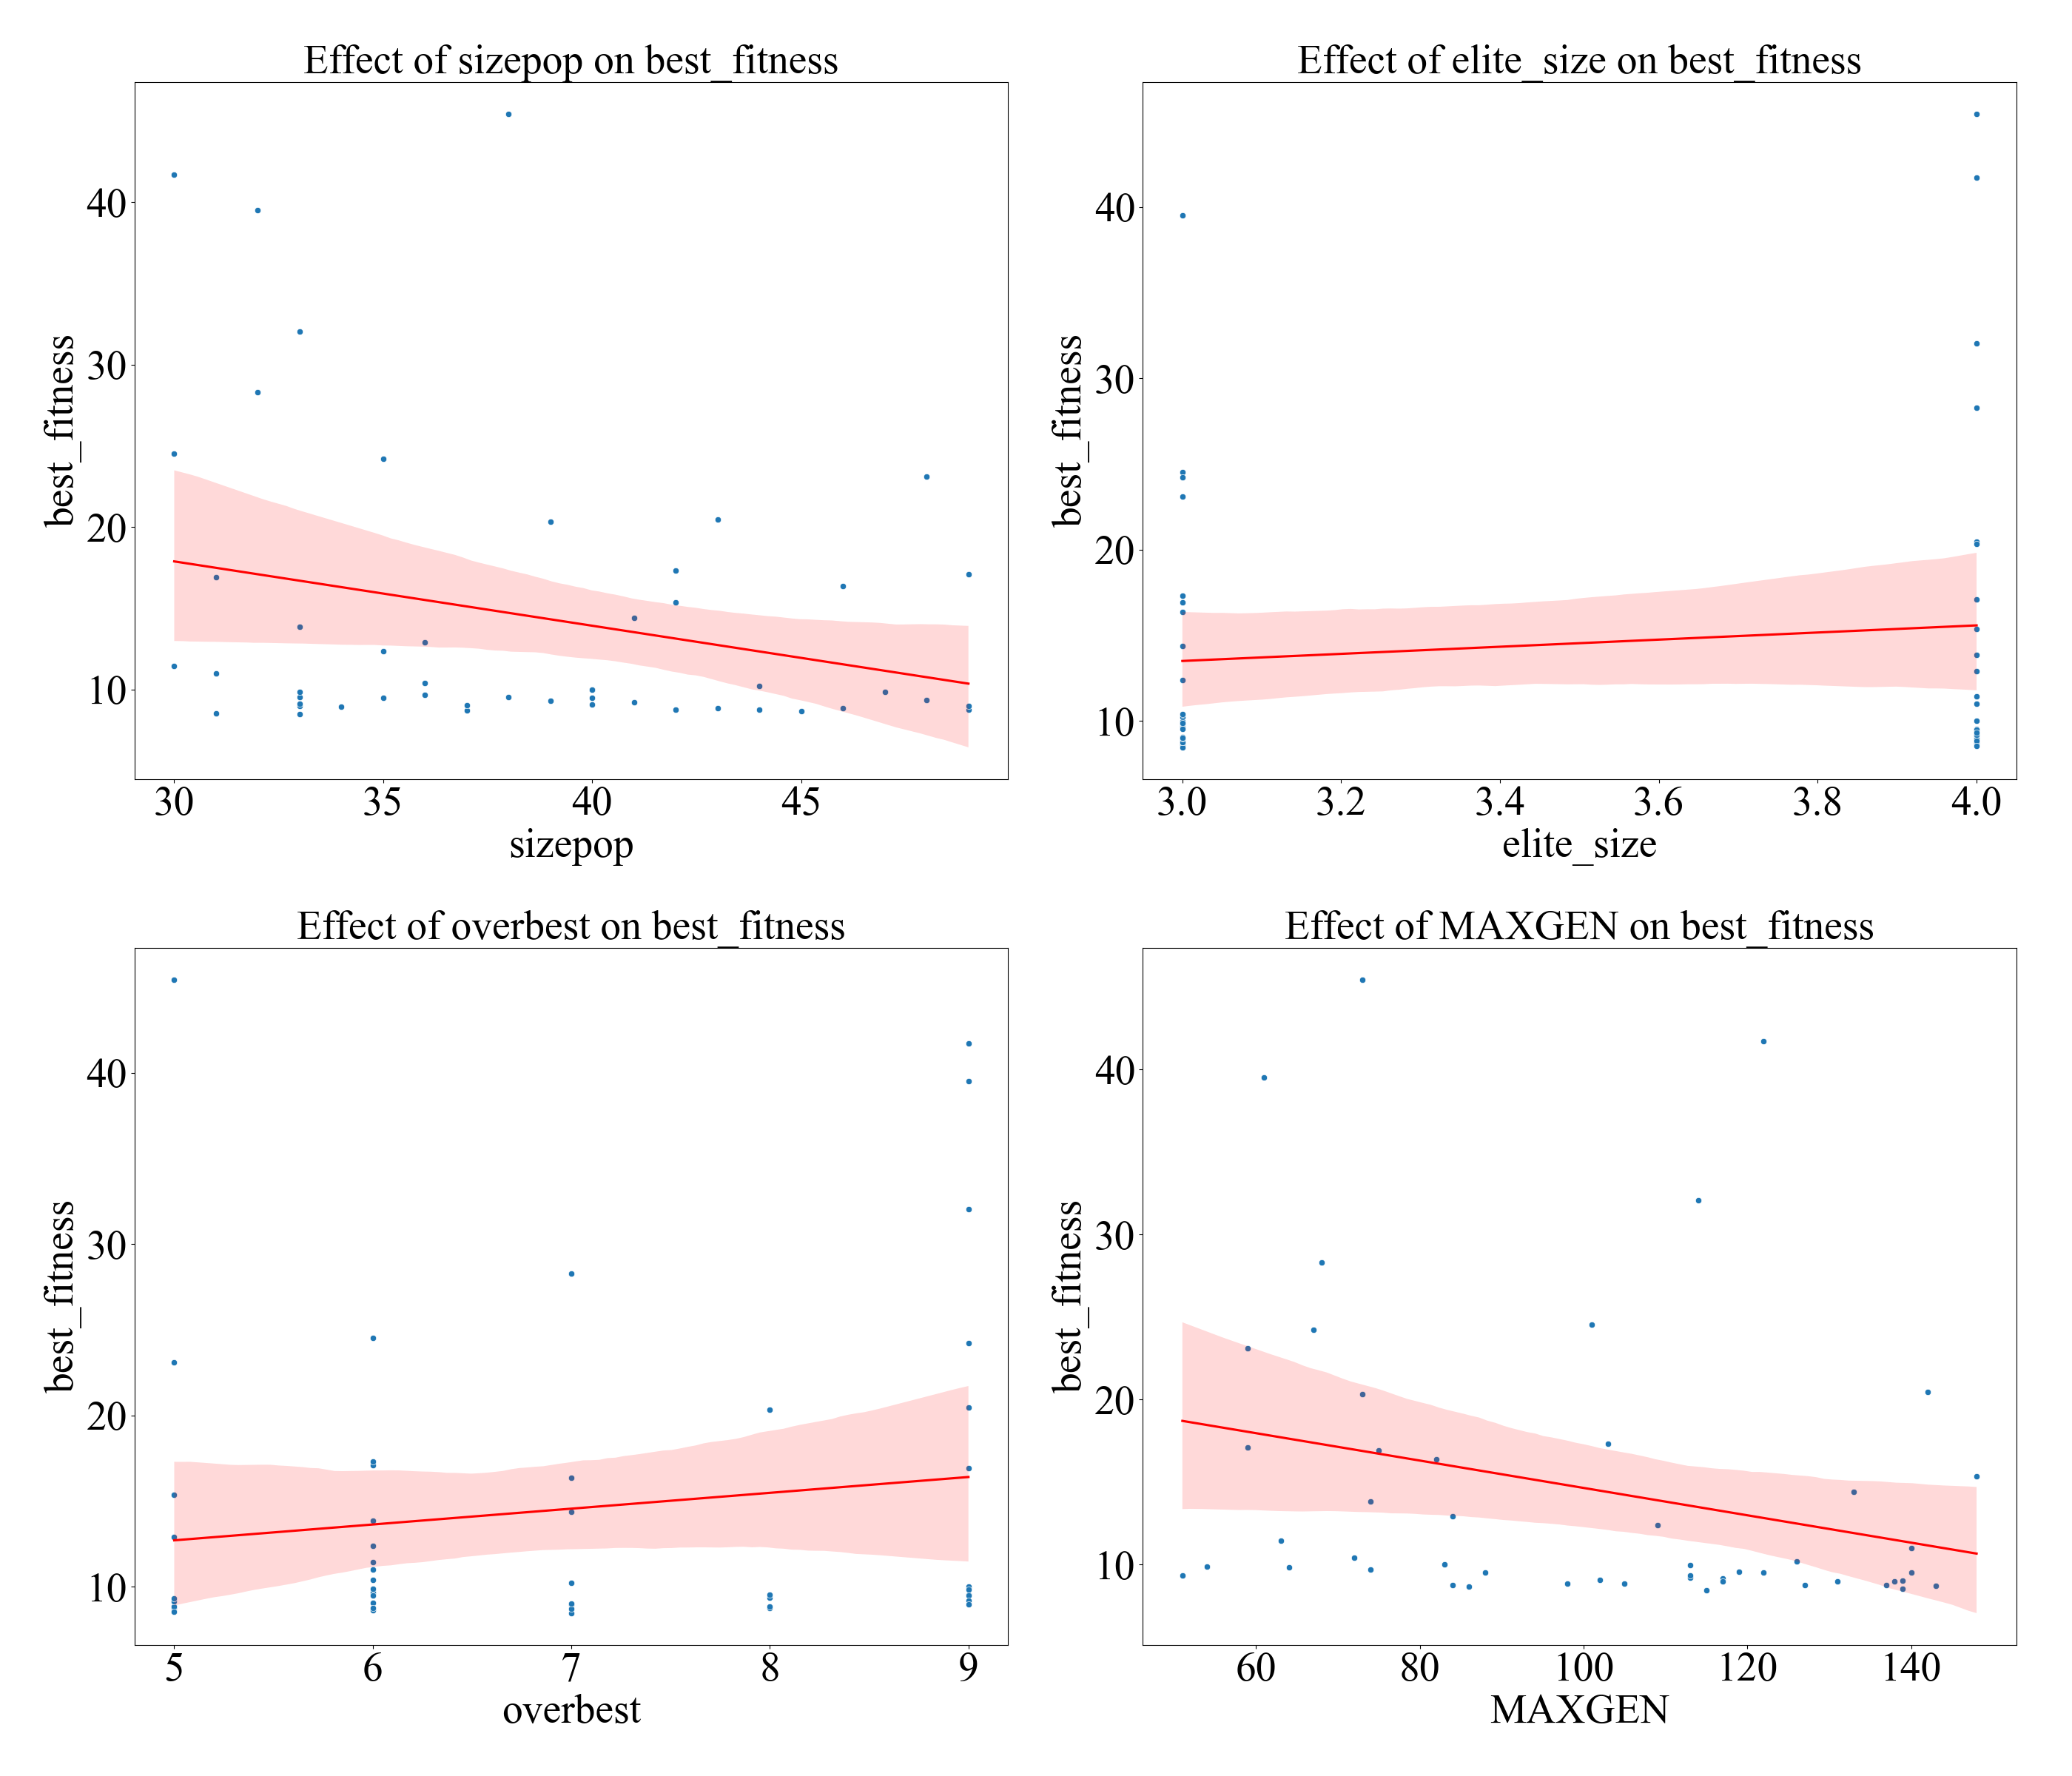 Effect of sizepop on best_fitness
best_fitness
40
30
20
10
30 35 40 45
sizepop
Effect of elite_size on best_fitness
best_fitness
40
30
20
10
3.0 3.2 3.4 3.6 3.8 4.0
elite_size
Effect of overbest on best_fitness
best_fitness
40
30
20
10
5 6 7 8 9
overbest
Effect of MAXGEN on best_fitness
best_fitness
40
30
20
10
60 80 100 120 140
MAXGEN